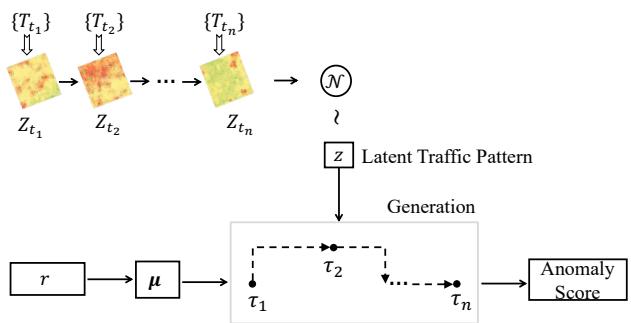 {T_{t_1}} {T_{t_2}} {T_{t_n}}
...
Z_{t_1} Z_{t_2} Z_{t_n}
𝒩
~
z Latent Traffic Pattern
Generation
r μ τ_1 τ_2 ... τ_n Anomaly
Score